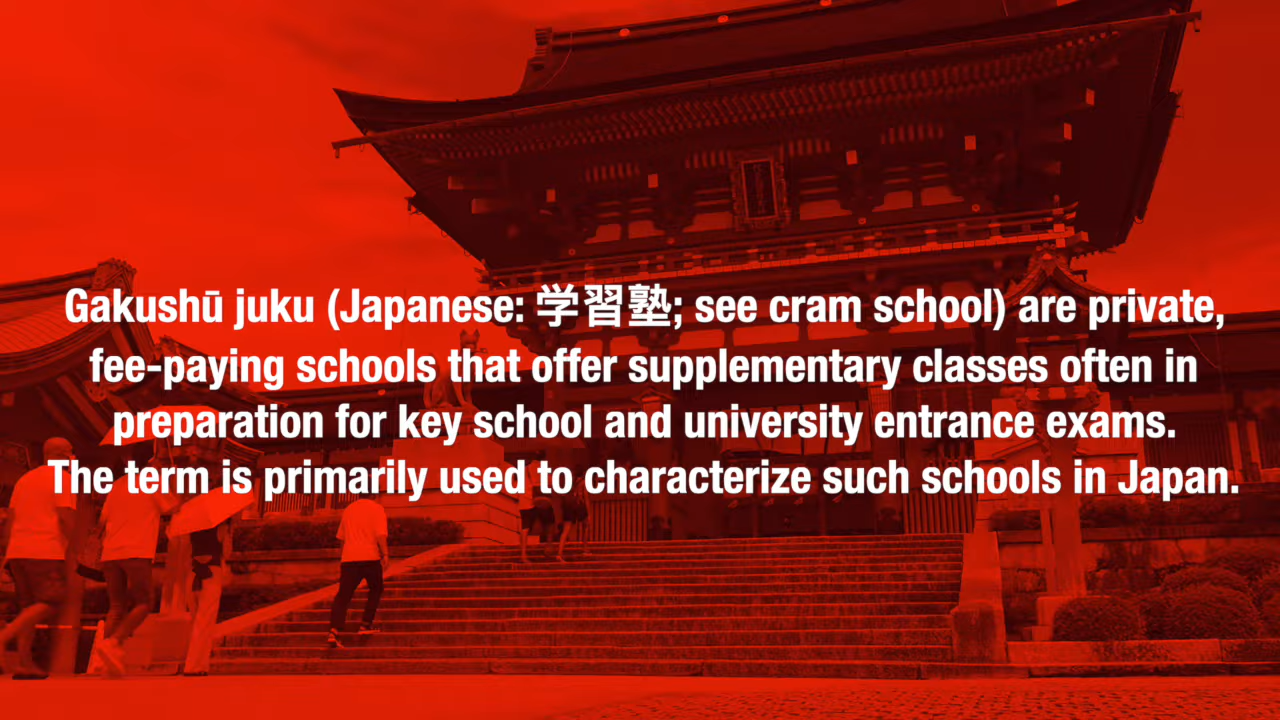 Gakushū juku (Japanese: 学習塾; see cram school) are private,
fee-paying schools that offer supplementary classes often in
preparation for key school and university entrance exams.
The term is primarily used to characterize such schools in Japan.